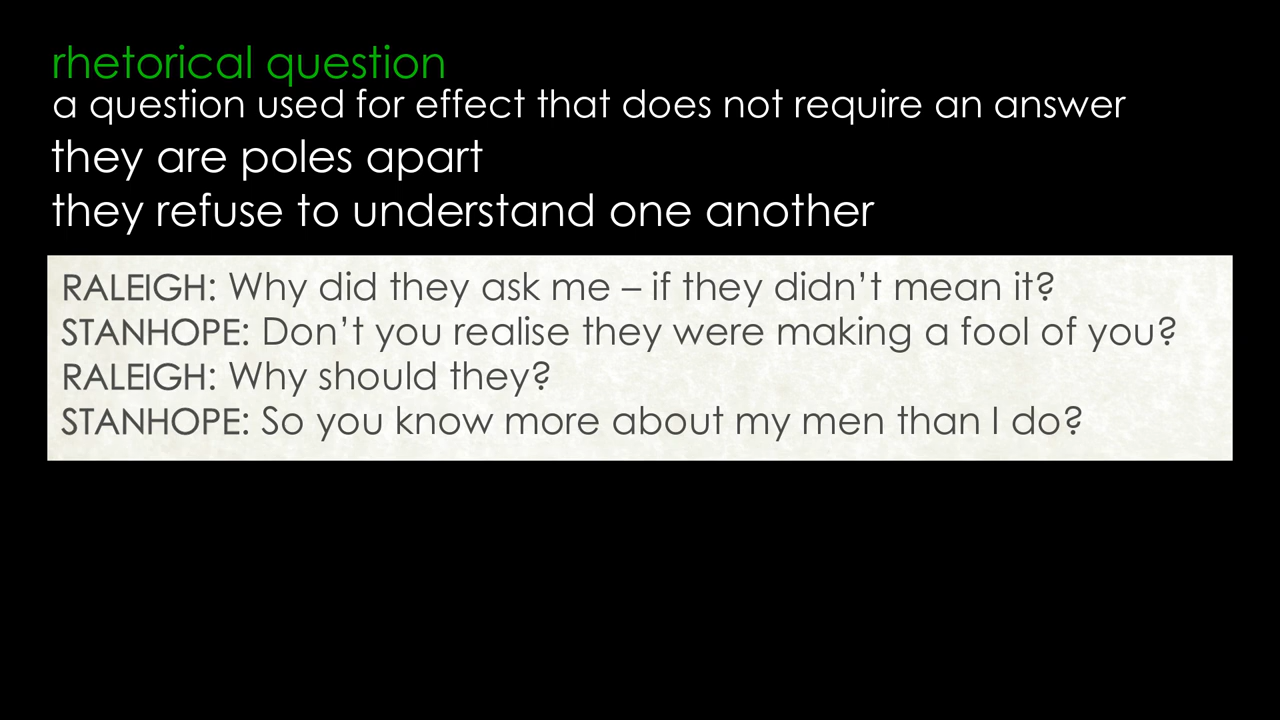 rhetorical question
a question used for effect that does not require an answer
they are poles apart
they refuse to understand one another
RALEIGH: Why did they ask me – if they didn’t mean it?
STANHOPE: Don’t you realise they were making a fool of you?
RALEIGH: Why should they?
STANHOPE: So you know more about my men than I do?